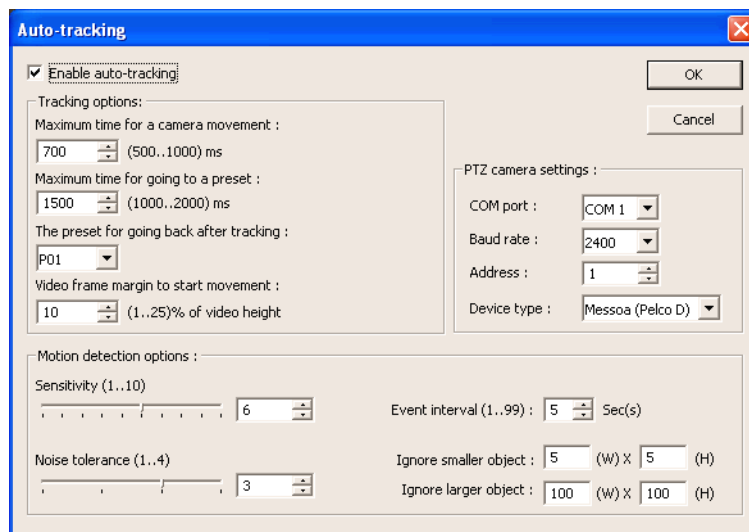 Auto-tracking
Enable auto-tracking
OK
Cancel
Tracking options:
Maximum time for a camera movement :
700 (500..1000) ms
Maximum time for going to a preset :
1500 (1000..2000) ms
The preset for going back after tracking :
P01
Video frame margin to start movement :
10 (1..25)% of video height
PTZ camera settings :
COM port : COM 1
Baud rate : 2400
Address : 1
Device type : Messoa (Pelco D)
Motion detection options :
Sensitivity (1..10)
6
Noise tolerance (1..4)
3
Event interval (1..99) : 5 Sec(s)
Ignore smaller object : 5 (W) X 5 (H)
Ignore larger object : 100 (W) X 100 (H)